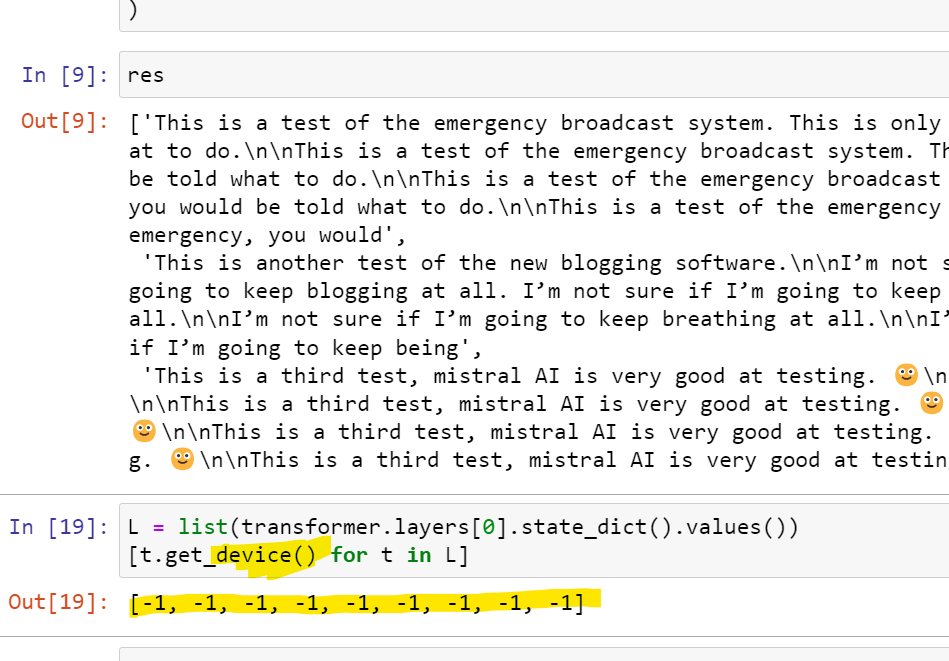 )
In [9]: res
Out[9]: ['This is a test of the emergency broadcast system. This is only
at to do.\n\nThis is a test of the emergency broadcast system. Th
be told what to do.\n\nThis is a test of the emergency broadcast
you would be told what to do.\n\nThis is a test of the emergency
emergency, you would',
'This is another test of the new blogging software.\n\nI’m not s
going to keep blogging at all. I’m not sure if I’m going to keep
all.\n\nI’m not sure if I’m going to keep breathing at all.\n\nI’
if I’m going to keep being',
'This is a third test, mistral AI is very good at testing. 🙂\n
\n\nThis is a third test, mistral AI is very good at testing. 🙂
🙂\n\nThis is a third test, mistral AI is very good at testing.
g. 🙂\n\nThis is a third test, mistral AI is very good at testin
In [19]: L = list(transformer.layers[0].state_dict().values())
[t.get_device() for t in L]
Out[19]: [-1, -1, -1, -1, -1, -1, -1, -1, -1]